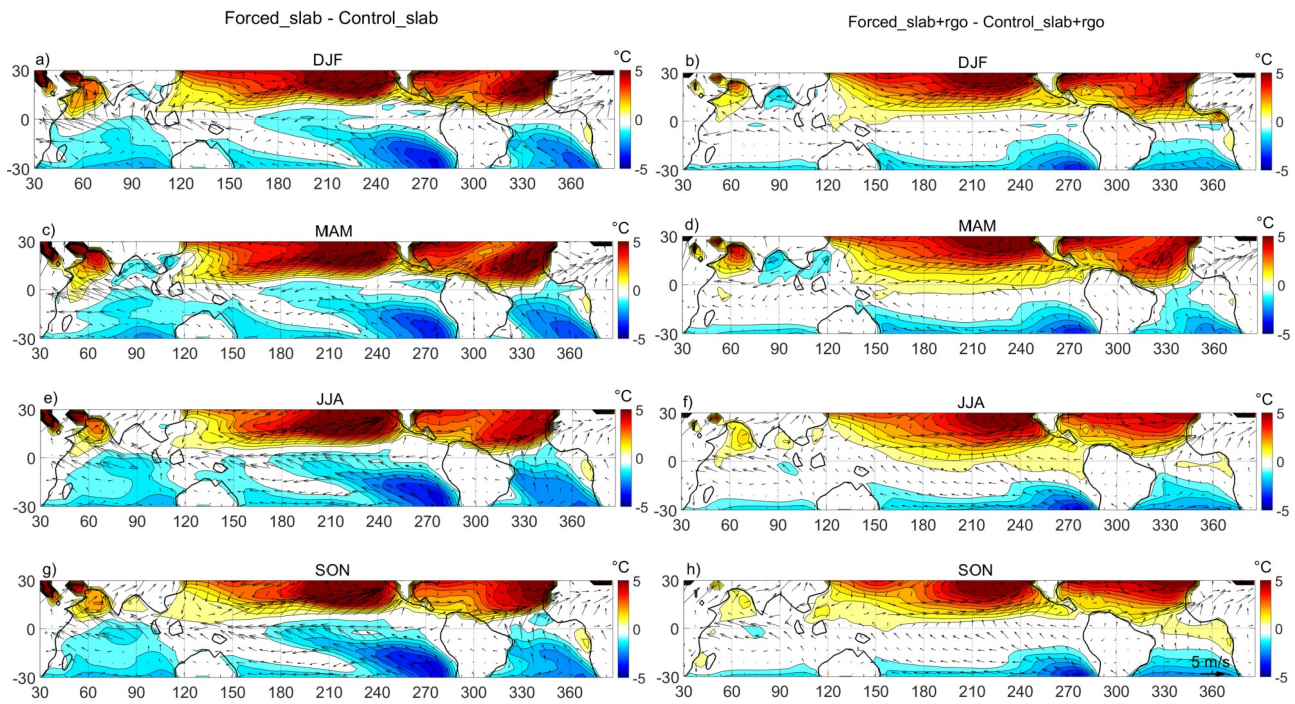 Forced_slab - Control_slab
Forced_slab+rgo - Control_slab+rgo
a) DJF °C
30 0 -30
5 0 -5
30 60 90 120 150 180 210 240 270 300 330 360
b) DJF °C
30 0 -30
5 0 -5
30 60 90 120 150 180 210 240 270 300 330 360
c) MAM °C
30 0 -30
5 0 -5
30 60 90 120 150 180 210 240 270 300 330 360
d) MAM °C
30 0 -30
5 0 -5
30 60 90 120 150 180 210 240 270 300 330 360
e) JJA °C
30 0 -30
5 0 -5
30 60 90 120 150 180 210 240 270 300 330 360
f) JJA °C
30 0 -30
5 0 -5
30 60 90 120 150 180 210 240 270 300 330 360
g) SON °C
30 0 -30
5 0 -5
30 60 90 120 150 180 210 240 270 300 330 360
h) SON °C
30 0 -30
5 0 -5
5 m/s
30 60 90 120 150 180 210 240 270 300 330 360